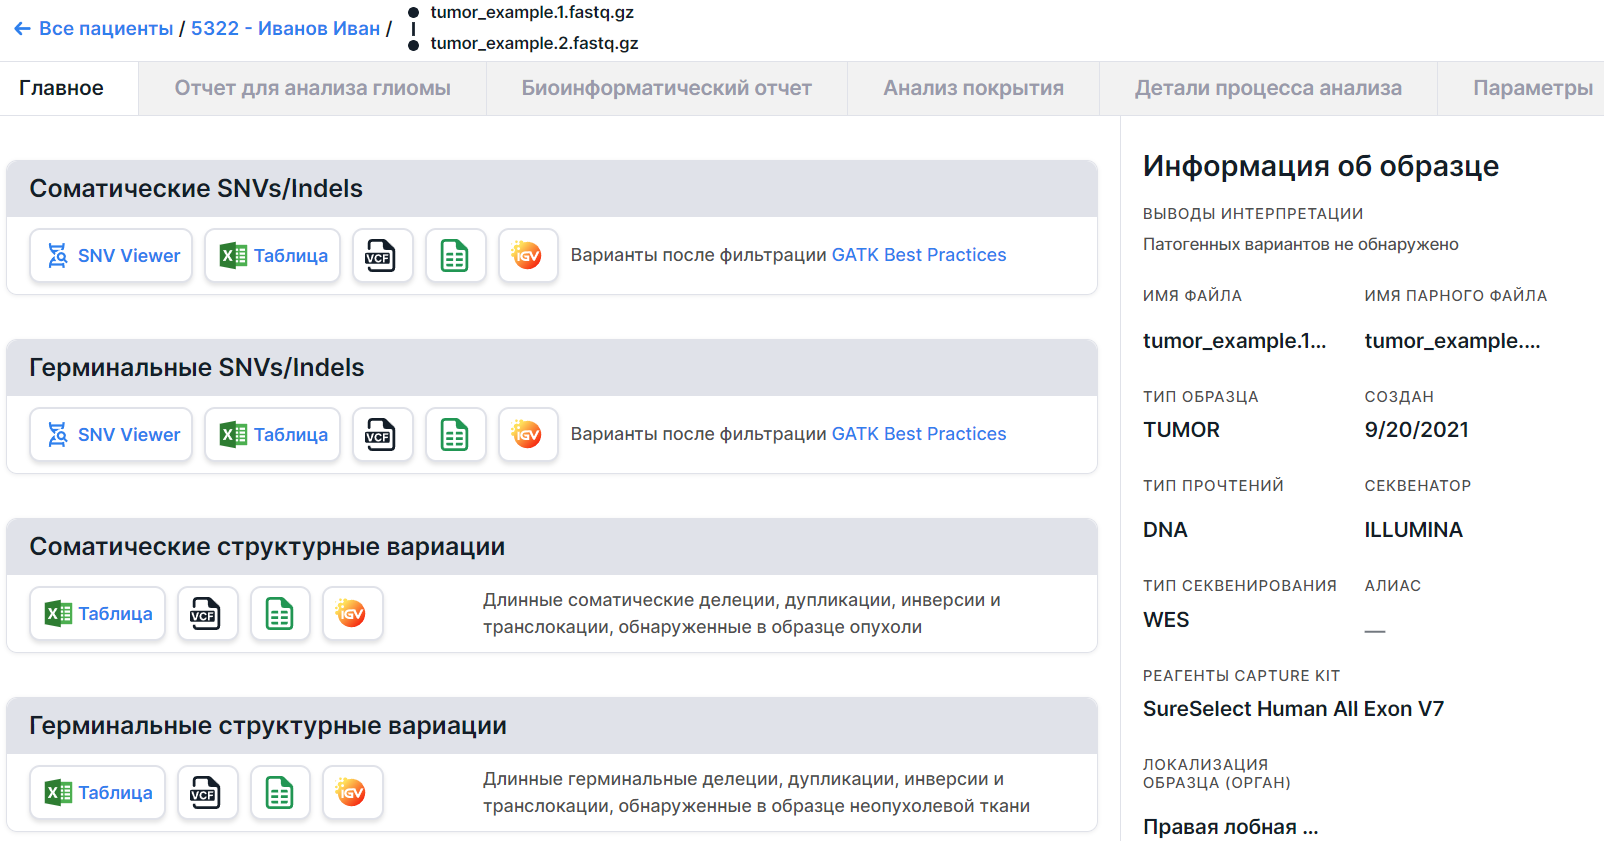 ← Все пациенты / 5322 - Иванов Иван /
tumor_example.1.fastq.gz
tumor_example.2.fastq.gz
Главное
Отчет для анализа глиомы
Биоинформатический отчет
Анализ покрытия
Детали процесса анализа
Параметры
Соматические SNVs/Indels
SNV Viewer
Таблица
VCF
IGV
Варианты после фильтрации GATK Best Practices
Герминальные SNVs/Indels
SNV Viewer
Таблица
VCF
IGV
Варианты после фильтрации GATK Best Practices
Соматические структурные вариации
Таблица
VCF
IGV
Длинные соматические делеции, дупликации, инверсии и
транслокации, обнаруженные в образце опухоли
Герминальные структурные вариации
Таблица
VCF
IGV
Длинные герминальные делеции, дупликации, инверсии и
транслокации, обнаруженные в образце неопухолевой ткани
Информация об образце
ВЫВОДЫ ИНТЕРПРЕТАЦИИ
Патогенных вариантов не обнаружено
ИМЯ ФАЙЛА
tumor_example.1...
ИМЯ ПАРНОГО ФАЙЛА
tumor_example....
ТИП ОБРАЗЦА
TUMOR
СОЗДАН
9/20/2021
ТИП ПРОЧТЕНИЙ
DNA
СЕКВЕНАТОР
ILLUMINA
ТИП СЕКВЕНИРОВАНИЯ
WES
АЛИАС
__
РЕАГЕНТЫ CAPTURE KIT
SureSelect Human All Exon V7
ЛОКАЛИЗАЦИЯ
ОБРАЗЦА (ОРГАН)
Правая лобная ...